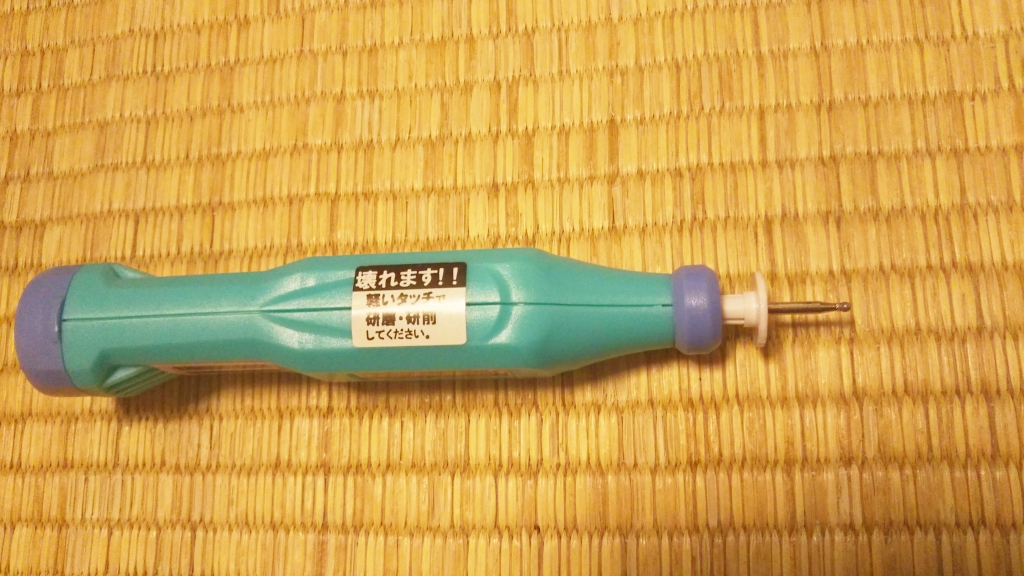 壊れます!!
軽いタッチで
研磨・研削
してください。